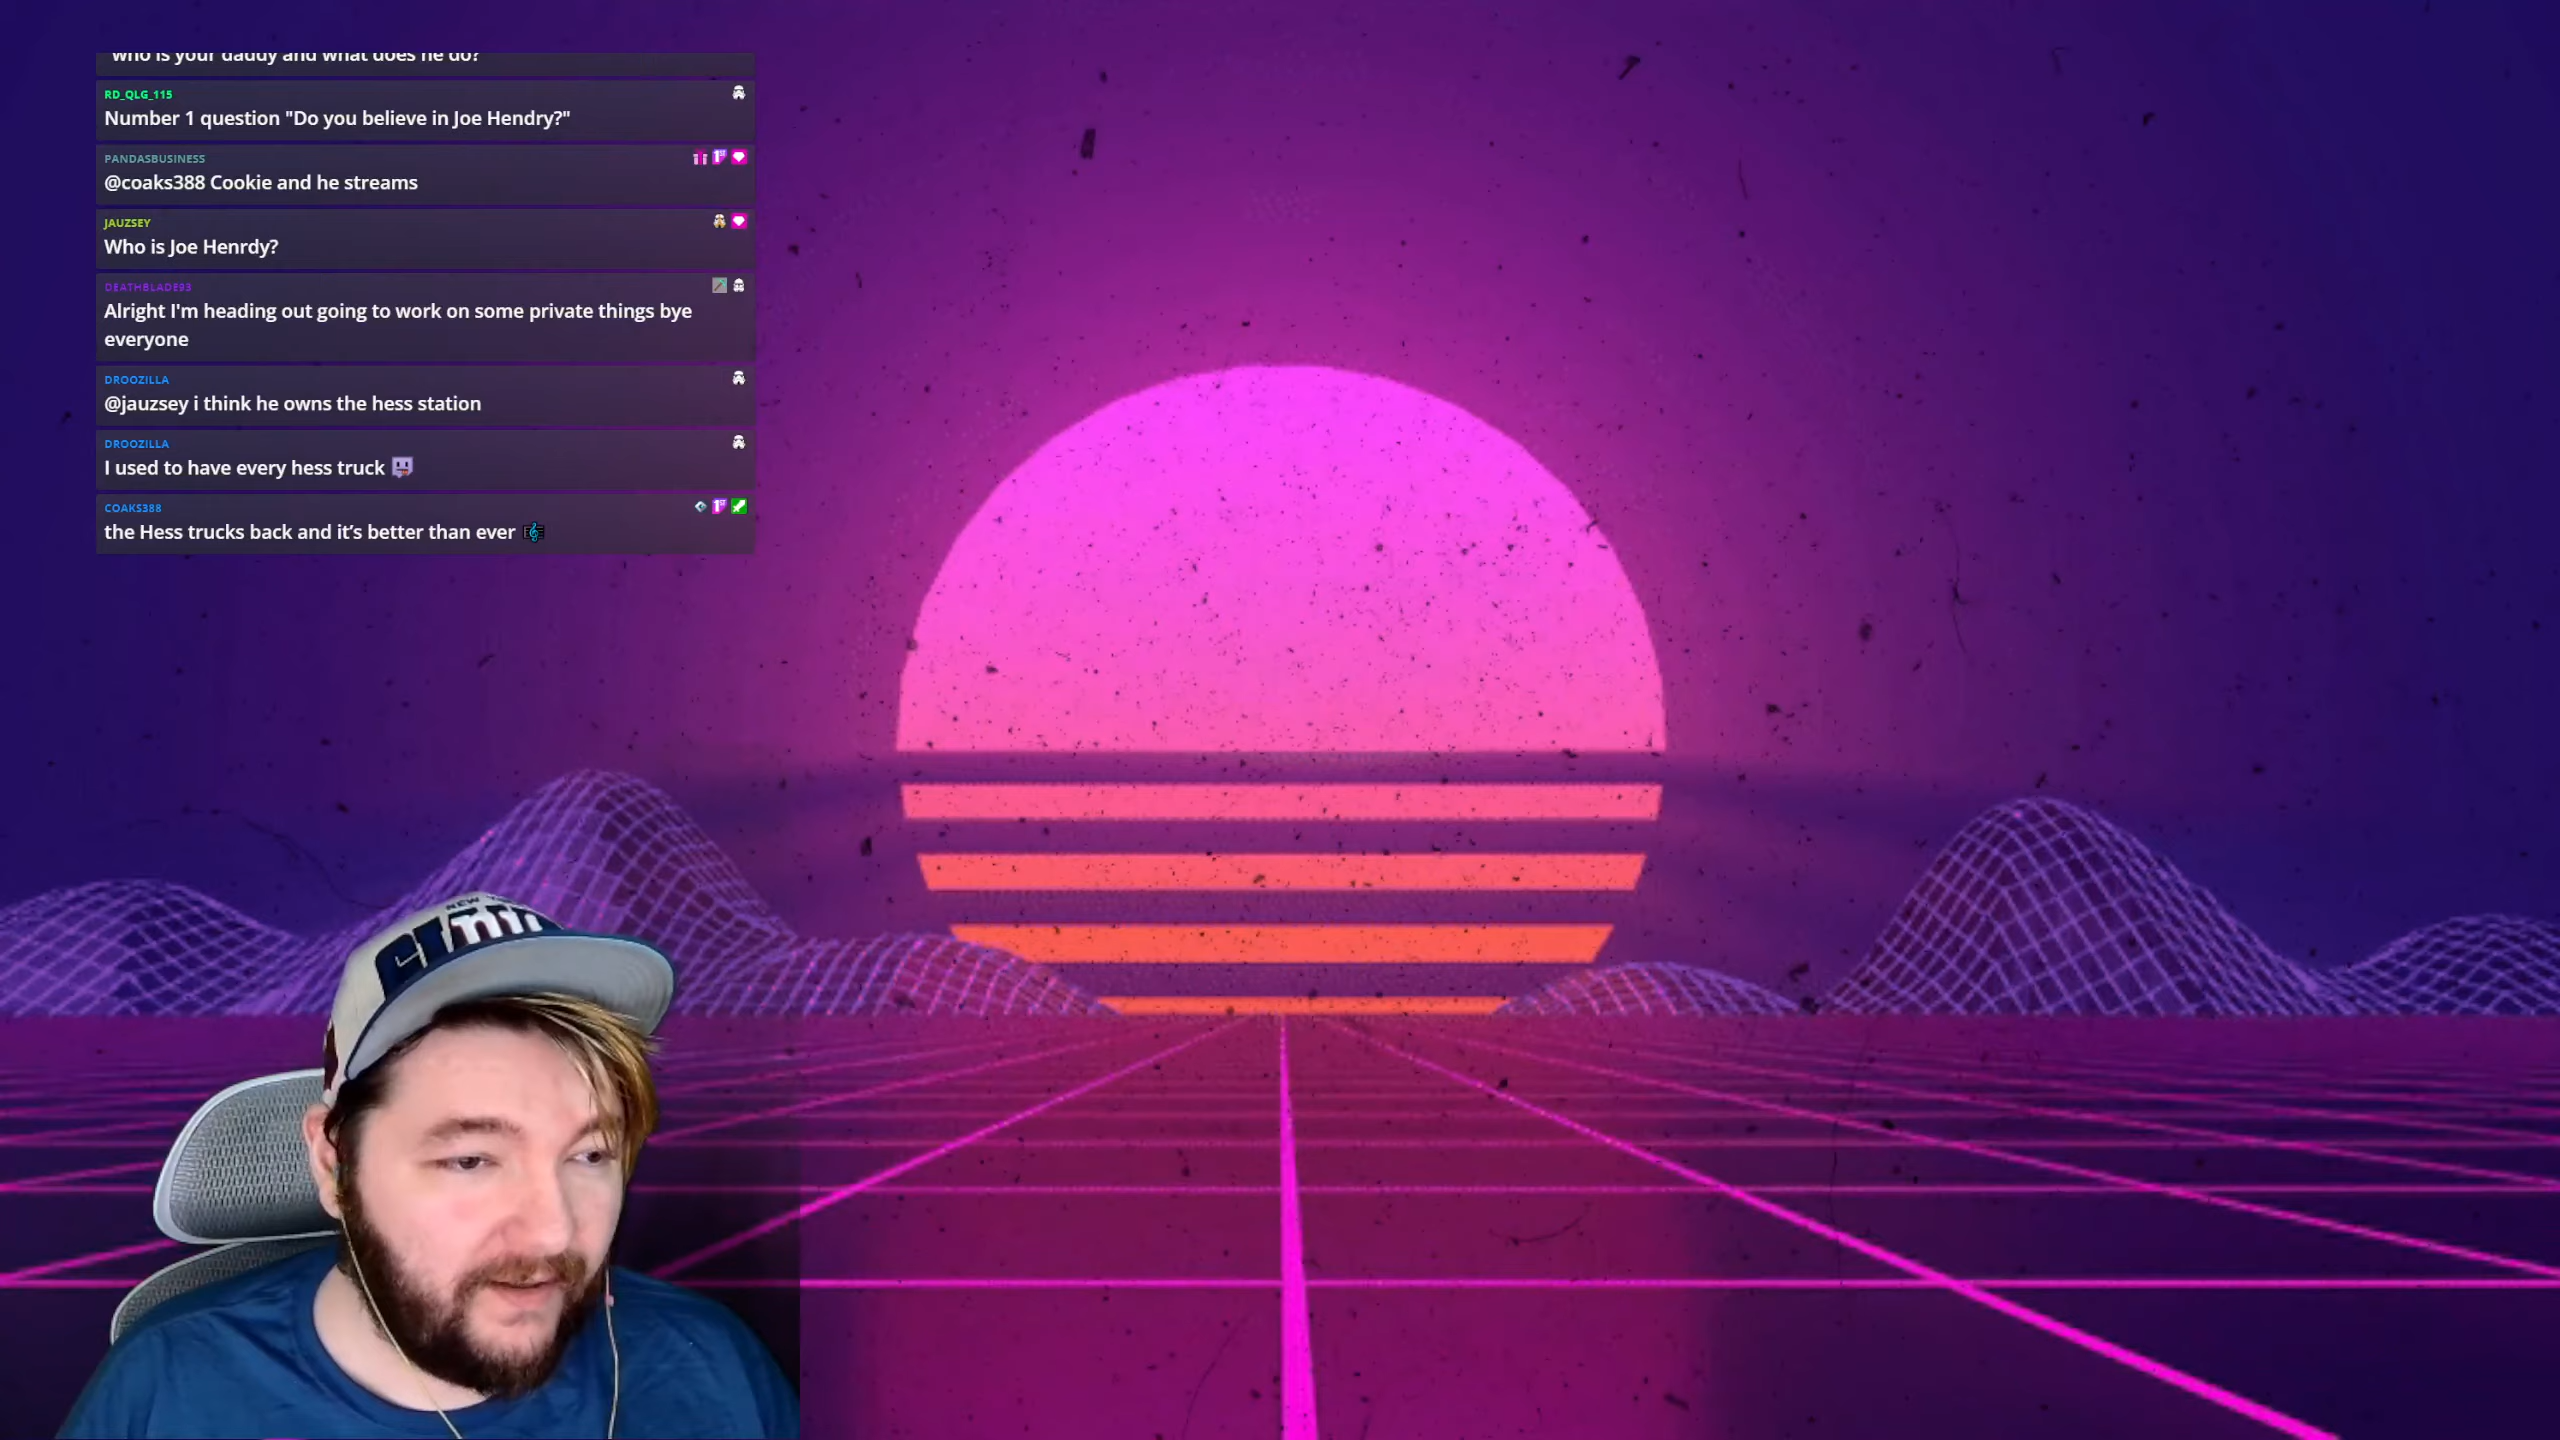 "who is your daddy and what does he do?
RD_QLG_115
Number 1 question "Do you believe in Joe Hendry?"
PANDASBUSINESS
@coaks388 Cookie and he streams
JAUZSEY
Who is Joe Henrdy?
DEATHBLADE93
Alright I'm heading out going to work on some private things bye
everyone
DROOZILLA
@jauzsey i think he owns the hess station
DROOZILLA
I used to have every hess truck
COAKS388
the Hess trucks back and it's better than ever
NEW